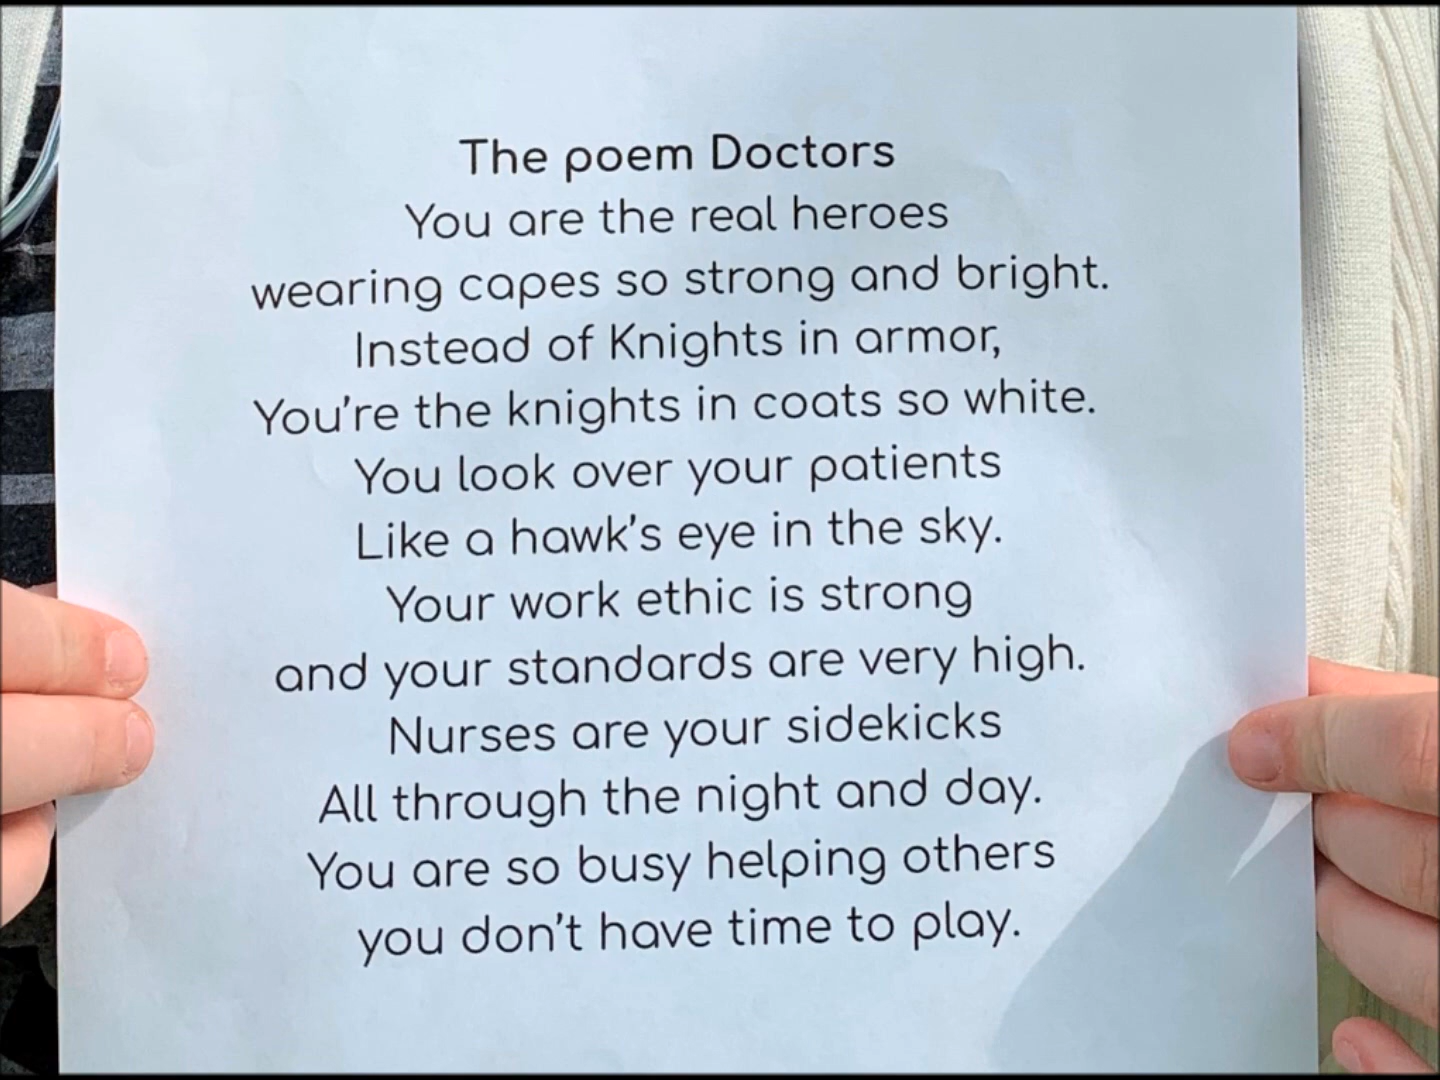 The poem Doctors
You are the real heroes
wearing capes so strong and bright.
Instead of Knights in armor,
You're the knights in coats so white.
You look over your patients
Like a hawk's eye in the sky.
Your work ethic is strong
and your standards are very high.
Nurses are your sidekicks
All through the night and day.
You are so busy helping others
you don't have time to play.